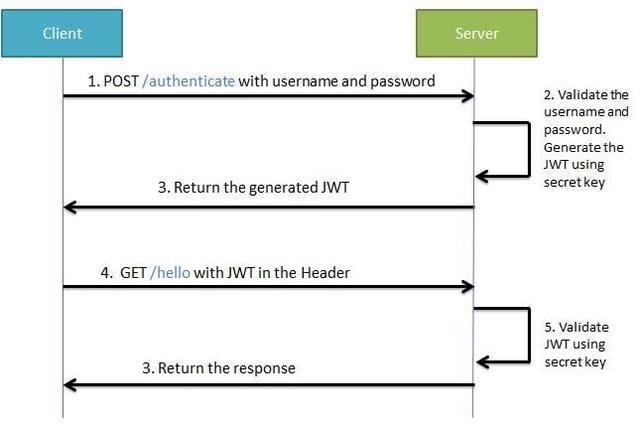 Client
Server
1. POST /authenticate with username and password
2. Validate the
username and
password.
Generate the
JWT using
secret key
3. Return the generated JWT
4. GET /hello with JWT in the Header
5. Validate
JWT using
secret key
3. Return the response